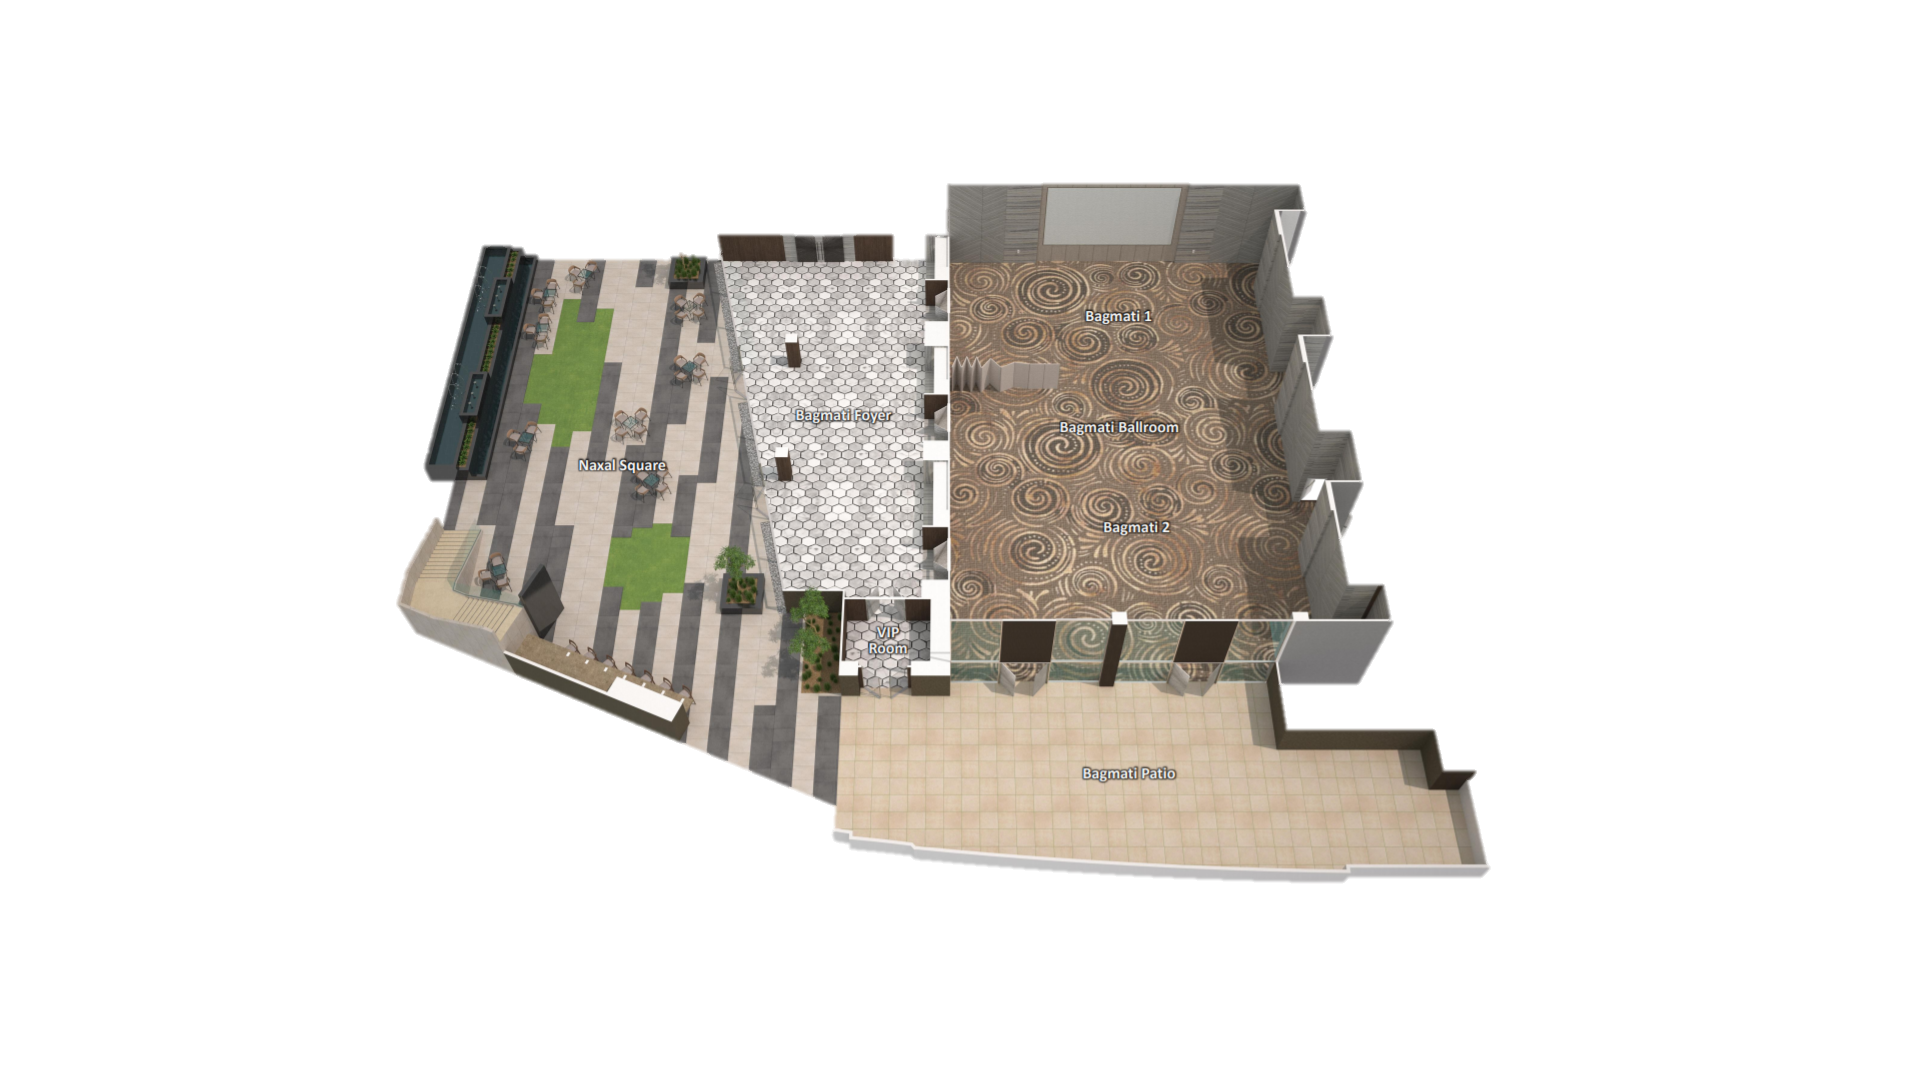 Bagmati 1
Bagmati Foyer
Bagmati Ballroom
Naxal Square
Bagmati 2
VIP
Room
Bagmati Patio